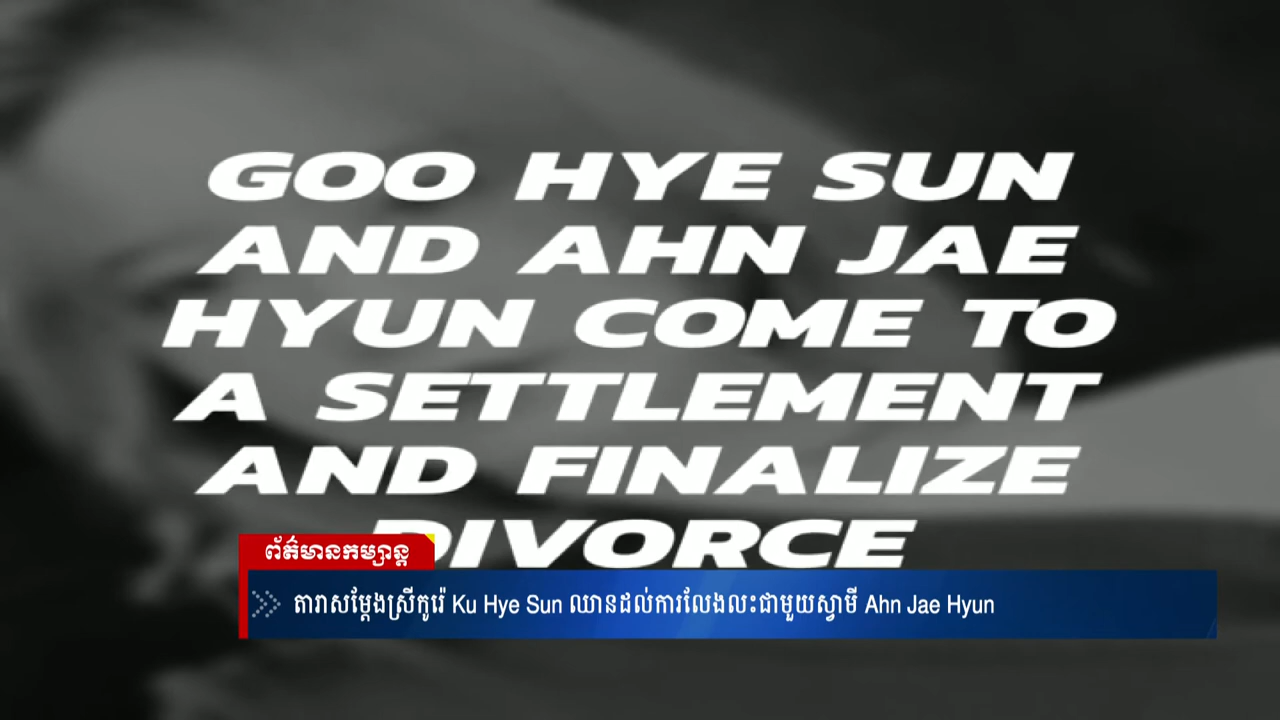 GOO HYE SUN
AND AHN JAE
HYUN COME TO
A SETTLEMENT
AND FINALIZE
DIVORCE
ព័ត៌មានកម្សាន្ត
តារាសម្ដែងស្រីកូរ៉េ Ku Hye Sun ឈានដល់ការលែងលះជាមួយស្វាមី Ahn Jae Hyun